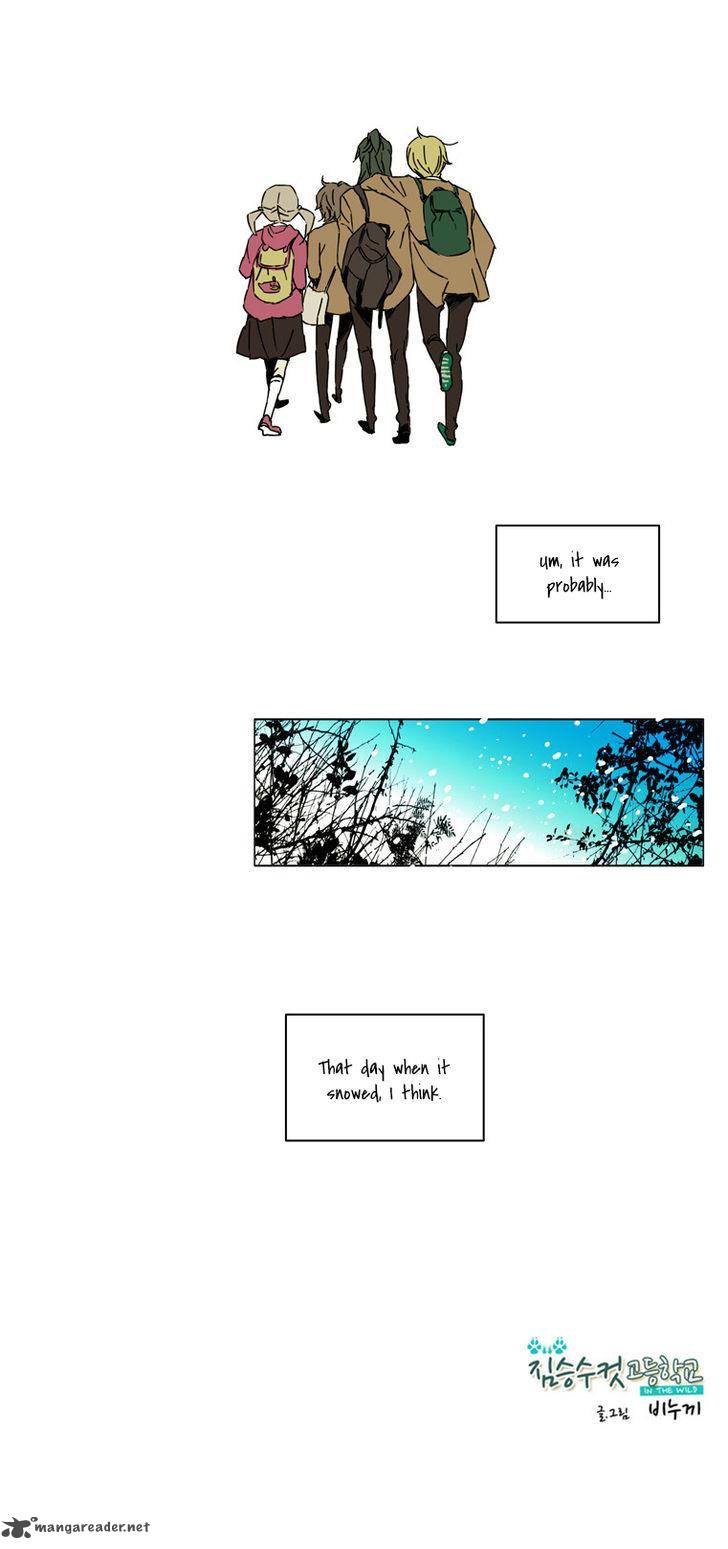 Um, it was
probably...
That day when it
snowed, I think.
짐승수컷고등학교
IN THE WILD
글.그림 비누끼
mangareader.net